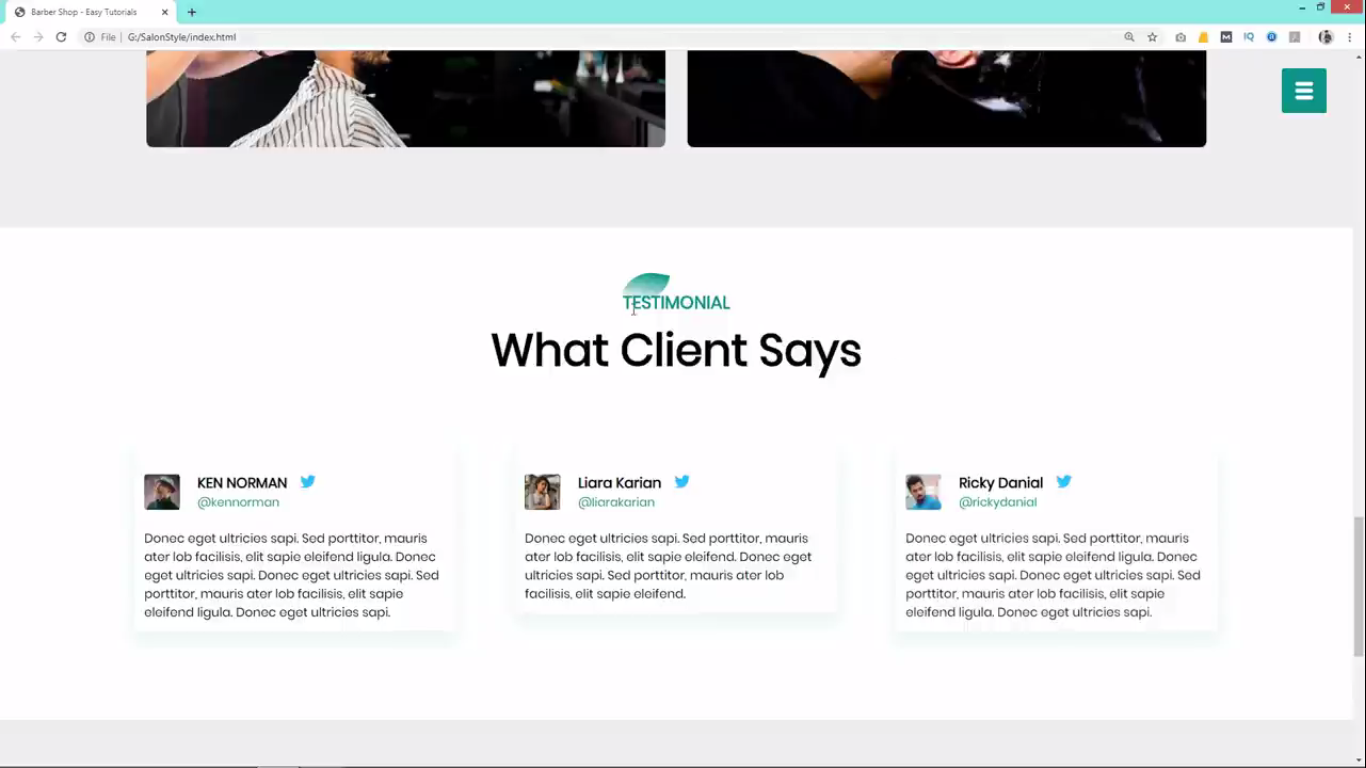 Barber Shop - Easy Tutorials
File G:/SalonStyle/index.html
TESTIMONIAL
What Client Says
KEN NORMAN
@kennorman
Donec eget ultricies sapi. Sed porttitor, mauris
ater lob facilisis, elit sapie eleifend ligula. Donec
eget ultricies sapi. Donec eget ultricies sapi. Sed
porttitor, mauris ater lob facilisis, elit sapie
eleifend ligula. Donec eget ultricies sapi.
Liara Karian
@liarakarian
Donec eget ultricies sapi. Sed porttitor, mauris
ater lob facilisis, elit sapie eleifend. Donec eget
ultricies sapi. Sed porttitor, mauris ater lob
facilisis, elit sapie eleifend.
Ricky Danial
@rickydanial
Donec eget ultricies sapi. Sed porttitor, mauris
ater lob facilisis, elit sapie eleifend ligula. Donec
eget ultricies sapi. Donec eget ultricies sapi. Sed
porttitor, mauris ater lob facilisis, elit sapie
eleifend ligula. Donec eget ultricies sapi.